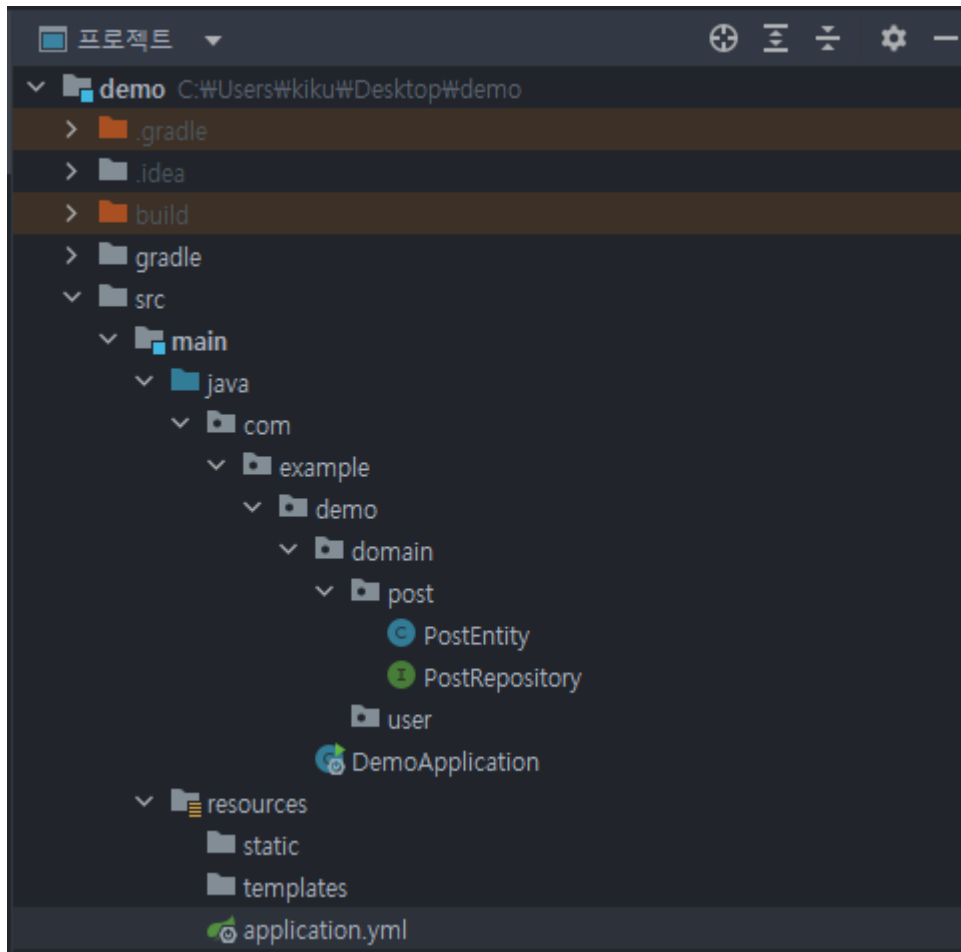 프로젝트
demo C:₩Users₩kiku₩Desktop₩demo
.gradle
.idea
build
gradle
src
main
java
com
example
demo
domain
post
PostEntity
PostRepository
user
DemoApplication
resources
static
templates
application.yml